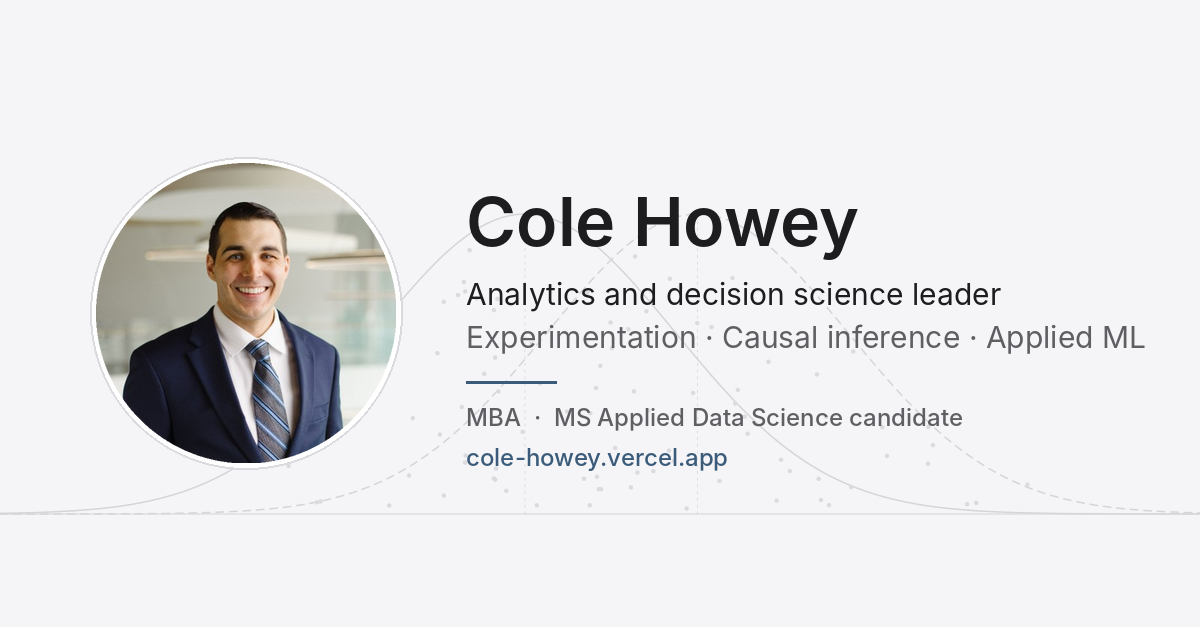 Cole Howey
Analytics and decision science leader
Experimentation · Causal inference · Applied ML
MBA · MS Applied Data Science candidate
cole-howey.vercel.app